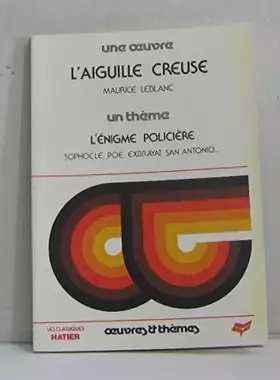 une œuvre
L'AIGUILLE CREUSE
MAURICE LEBLANC
un thème
L'ÉNIGME POLICIÈRE
SOPHOCLE, POE, EXBRAYAT, SAN ANTONIO...
LES CLASSIQUES
HATIER
œuvres & thèmes